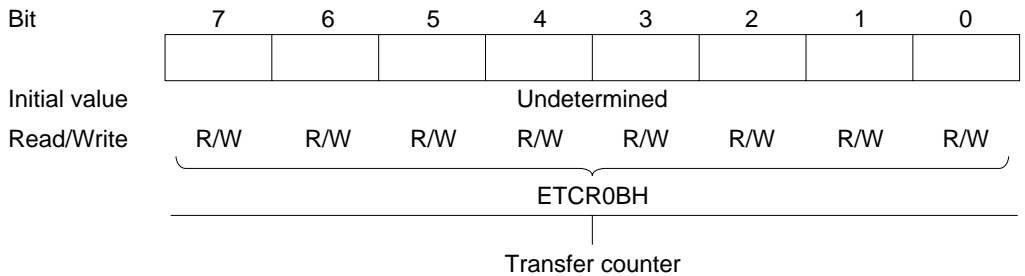 Bit 7 6 5 4 3 2 1 0
Initial value Undetermined
Read/Write R/W R/W R/W R/W R/W R/W R/W R/W
ETCR0BH
Transfer counter